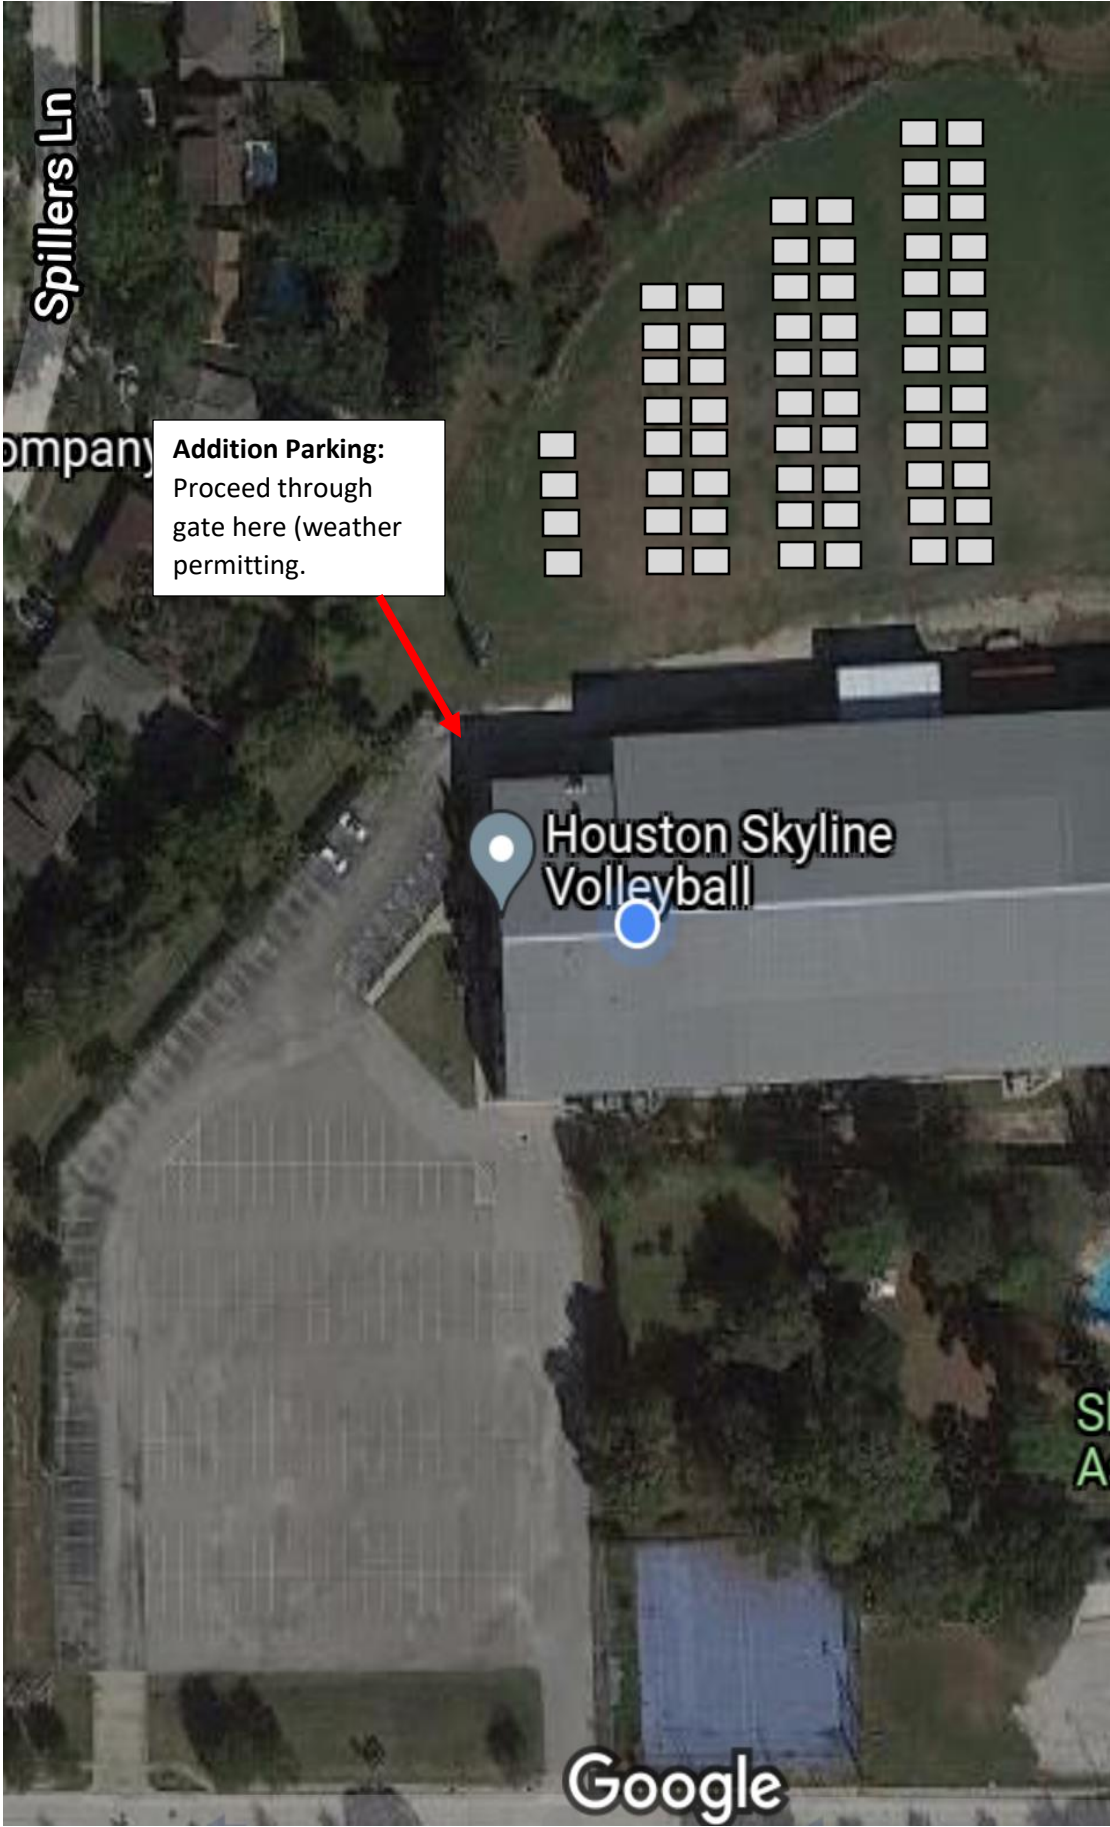 Spillers Ln
ompany
Addition Parking:
Proceed through
gate here (weather
permitting.
Houston Skyline
Volleyball
Google